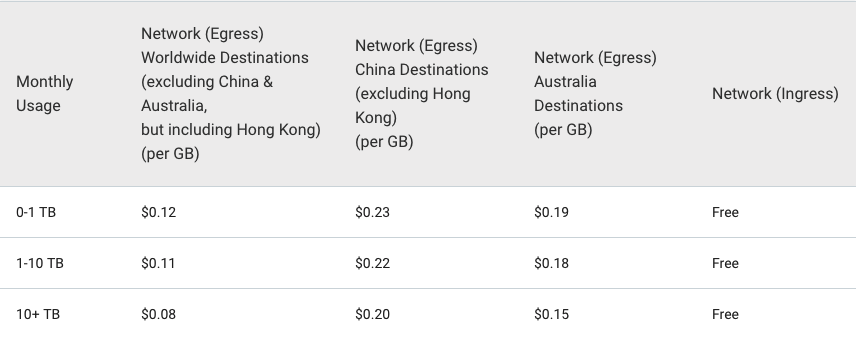 Monthly
Usage
Network (Egress)
Worldwide Destinations
(excluding China &
Australia,
but including Hong Kong)
(per GB)
Network (Egress)
China Destinations
(excluding Hong
Kong)
(per GB)
Network (Egress)
Australia
Destinations
(per GB)
Network (Ingress)
0-1 TB $0.12 $0.23 $0.19 Free
1-10 TB $0.11 $0.22 $0.18 Free
10+ TB $0.08 $0.20 $0.15 Free